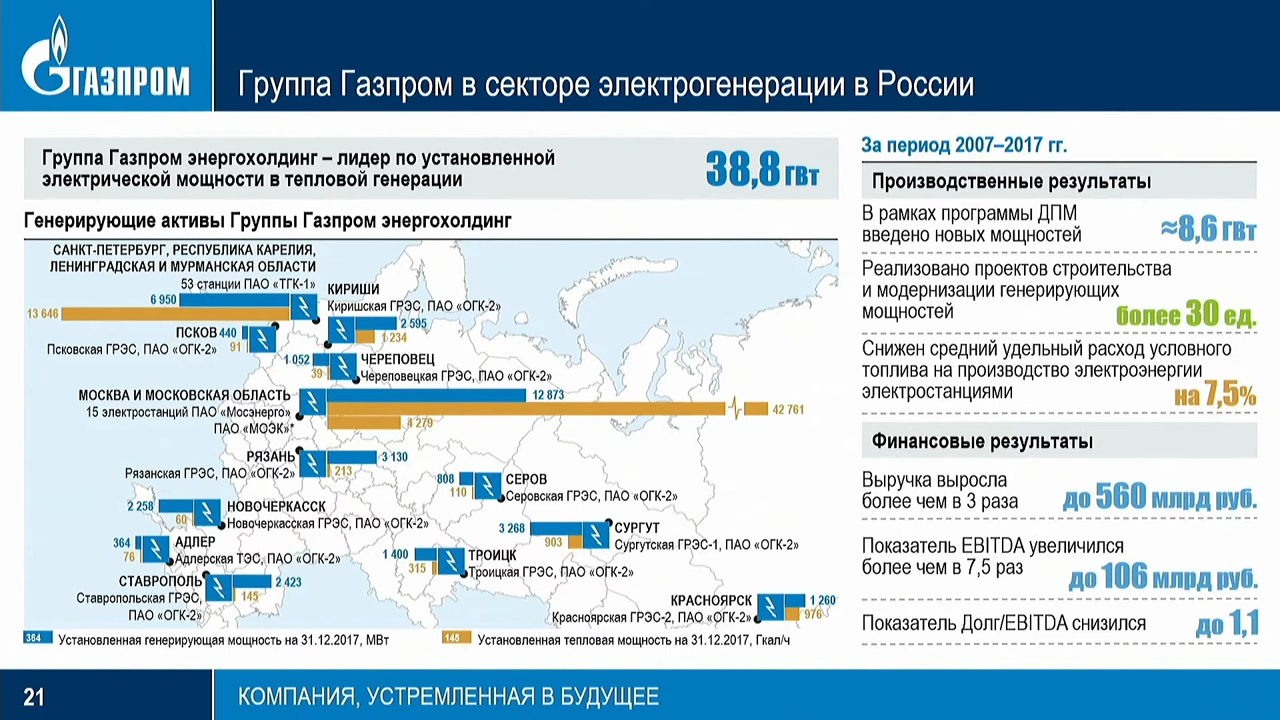 ГАЗПРОМ
Группа Газпром в секторе электрогенерации в России
Группа Газпром энергохолдинг – лидер по установленной
электрической мощности в тепловой генерации
38,8 ГВт
Генерирующие активы Группы Газпром энергохолдинг
САНКТ-ПЕТЕРБУРГ, РЕСПУБЛИКА КАРЕЛИЯ,
ЛЕНИНГРАДСКАЯ И МУРМАНСКАЯ ОБЛАСТИ
53 станции ПАО «ТГК-1»
6 950
13 646
КИРИШИ
Киришская ГРЭС, ПАО «ОГК-2»
2 595
1 234
ПСКОВ 440
91
Псковская ГРЭС, ПАО «ОГК-2»
1 052
39
ЧЕРЕПОВЕЦ
Череповецкая ГРЭС, ПАО «ОГК-2»
МОСКВА И МОСКОВСКАЯ ОБЛАСТЬ
15 электростанций ПАО «Мосэнерго»
ПАО «МОЭК»*
12 873
42 761
4 279
РЯЗАНЬ
Рязанская ГРЭС, ПАО «ОГК-2»
3 130
213
808
110
СЕРОВ
Серовская ГРЭС, ПАО «ОГК-2»
2 258
60
НОВОЧЕРКАССК
Новочеркасская ГРЭС, ПАО «ОГК-2»
3 268
903
СУРГУТ
Сургутская ГРЭС-1, ПАО «ОГК-2»
364
76
АДЛЕР
Адлерская ТЭС, ПАО «ОГК-2»
1 400
315
ТРОИЦК
Троицкая ГРЭС, ПАО «ОГК-2»
СТАВРОПОЛЬ
Ставропольская ГРЭС,
ПАО «ОГК-2»
2 423
145
КРАСНОЯРСК
Красноярская ГРЭС-2, ПАО «ОГК-2»
1 260
976
364 Установленная генерирующая мощность на 31.12.2017, МВт
145 Установленная тепловая мощность на 31.12.2017, Гкал/ч
За период 2007–2017 гг.
Производственные результаты
В рамках программы ДПМ
введено новых мощностей
≈8,6 ГВт
Реализовано проектов строительства
и модернизации генерирующих
мощностей
более 30 ед.
Снижен средний удельный расход условного
топлива на производство электроэнергии
электростанциями
на 7,5%
Финансовые результаты
Выручка выросла
более чем в 3 раза
до 560 млрд руб.
Показатель EBITDA увеличился
более чем в 7,5 раз
до 106 млрд руб.
Показатель Долг/EBITDA снизился
до 1,1
21
КОМПАНИЯ, УСТРЕМЛЕННАЯ В БУДУЩЕЕ